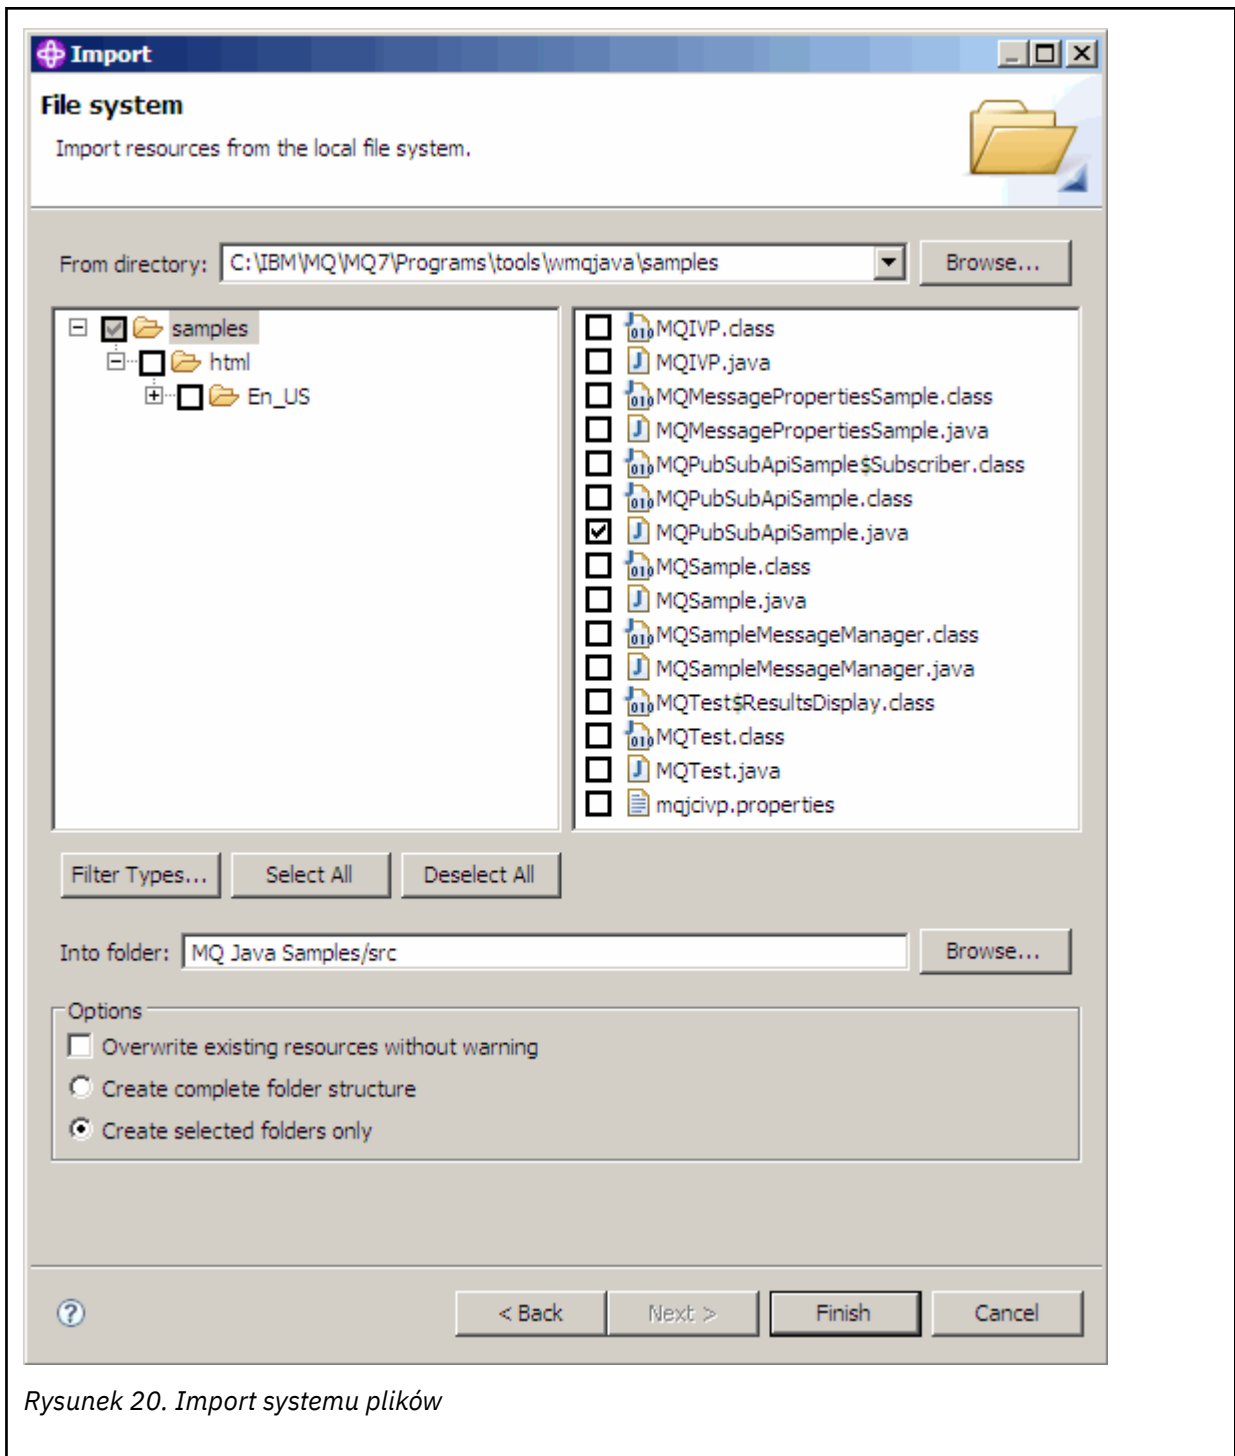 Import
File system
Import resources from the local file system.
From directory: C:\IBM\MQ\MQ7\Programs\tools\wmqjava\samples Browse...
samples
html
En_US
MQIVP.class
MQIVP.java
MQMessagePropertiesSample.class
MQMessagePropertiesSample.java
MQPubSubApiSample$Subscriber.class
MQPubSubApiSample.class
MQPubSubApiSample.java
MQSample.class
MQSample.java
MQSampleMessageManager.class
MQSampleMessageManager.java
MQTest$ResultsDisplay.class
MQTest.class
MQTest.java
mqjcivp.properties
Filter Types... Select All Deselect All
Into folder: MQ Java Samples/src Browse...
Options
Overwrite existing resources without warning
Create complete folder structure
Create selected folders only
< Back Next > Finish Cancel
Rysunek 20. Import systemu plików